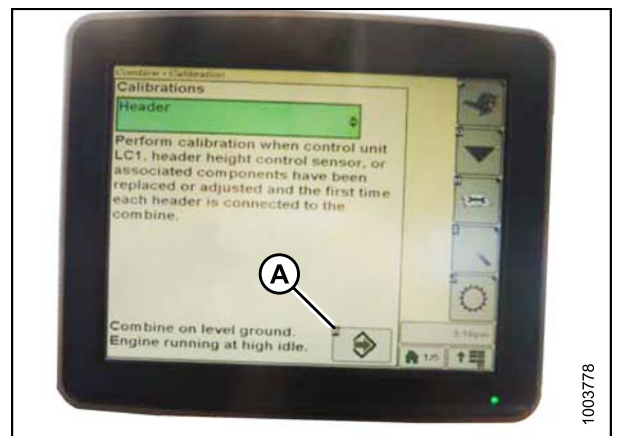 Combine - Calibration
Calibrations
Header
Perform calibration when control unit
LC1, header height control sensor, or
associated components have been
replaced or adjusted and the first time
each header is connected to the
combine.
A
Combine on level ground.
Engine running at high idle.
1/5
1003778